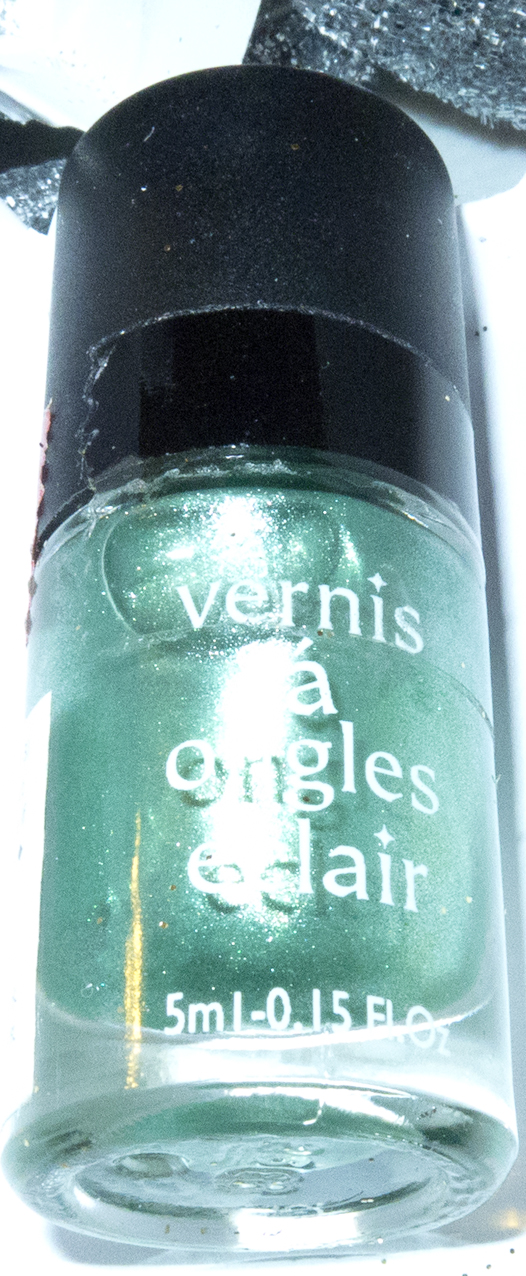 vernis
á
ongles
eclair
5ml-0.15 Fl.Oz